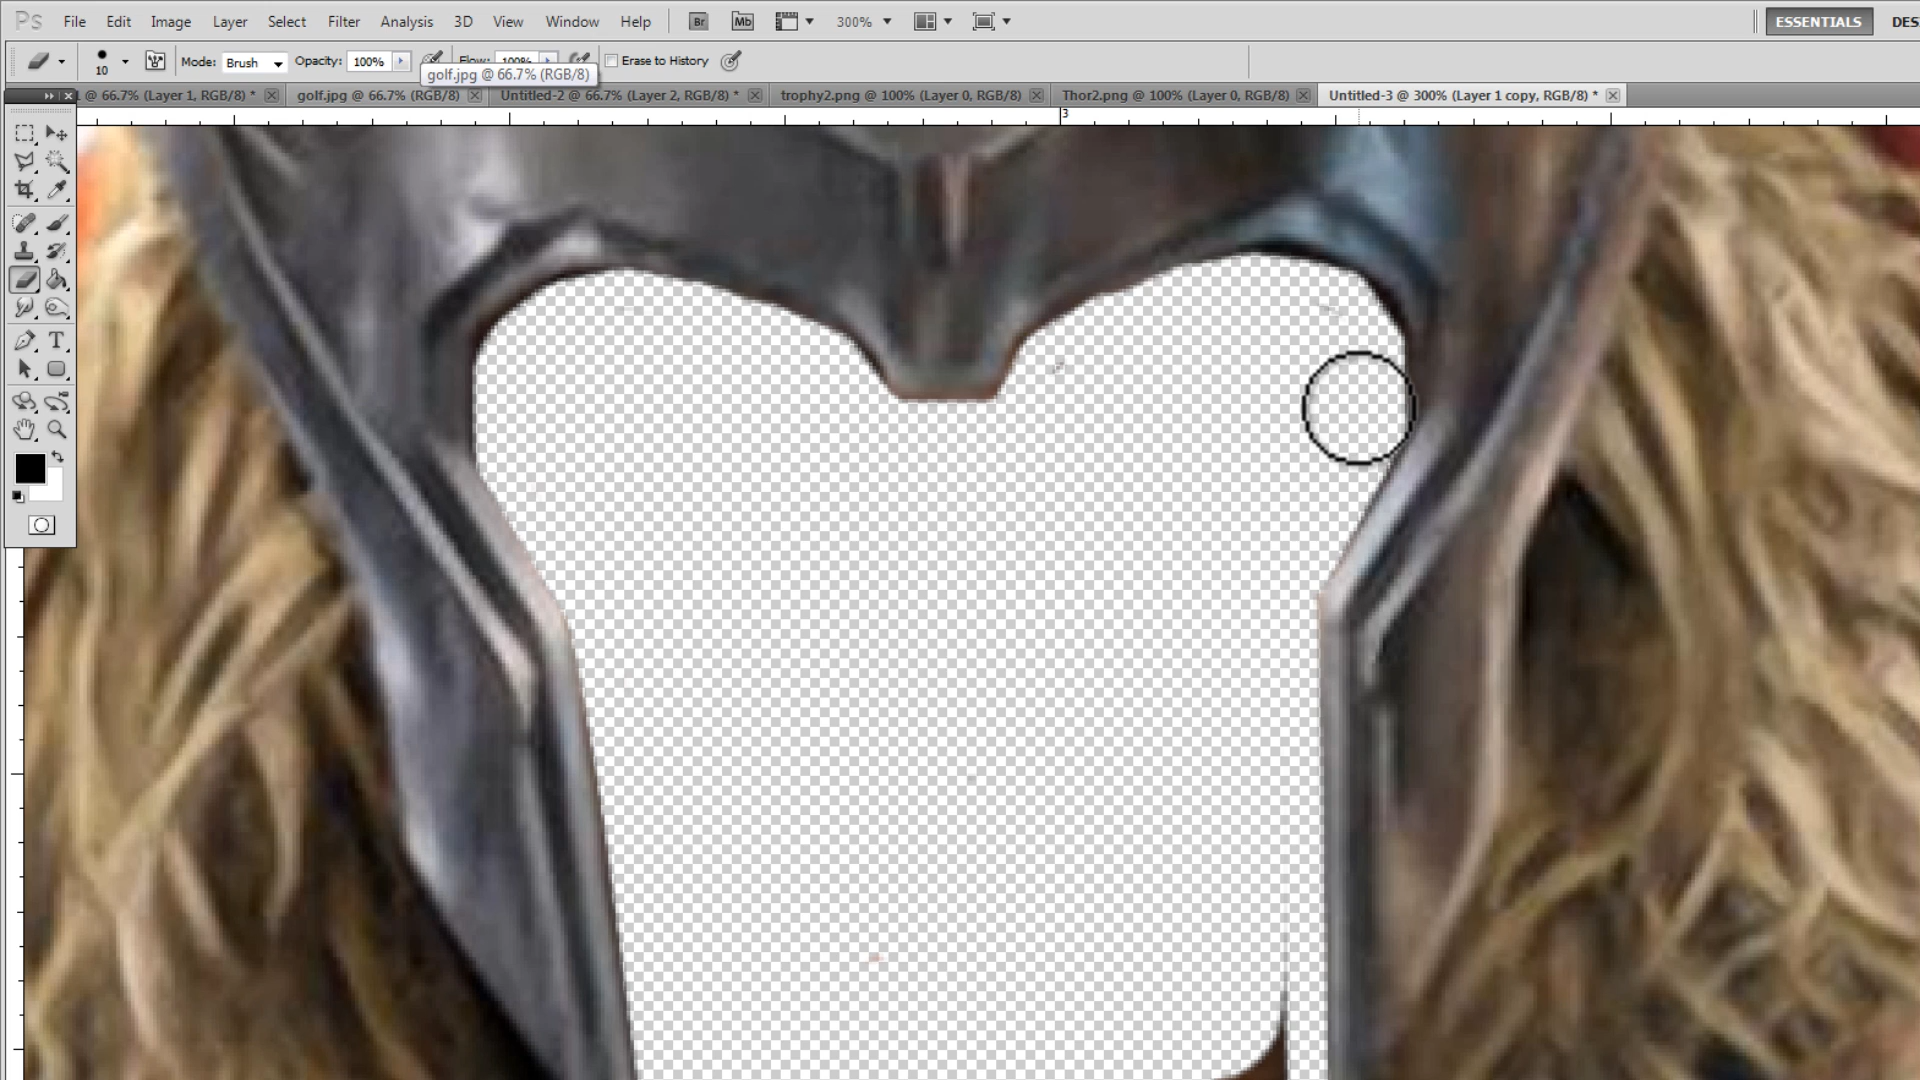 Ps File Edit Image Layer Select Filter Analysis 3D View Window Help Br Mb 300% ESSENTIALS DES
10 Mode: Brush Opacity: 100% Flow: 100% Erase to History
golf.jpg @ 66.7% (RGB/8)
1 @ 66.7% (Layer 1, RGB/8) * golf.jpg @ 66.7% (RGB/8) Untitled-2 @ 66.7% (Layer 2, RGB/8) * trophy2.png @ 100% (Layer 0, RGB/8) Thor2.png @ 100% (Layer 0, RGB/8) Untitled-3 @ 300% (Layer 1 copy, RGB/8) *
3
T